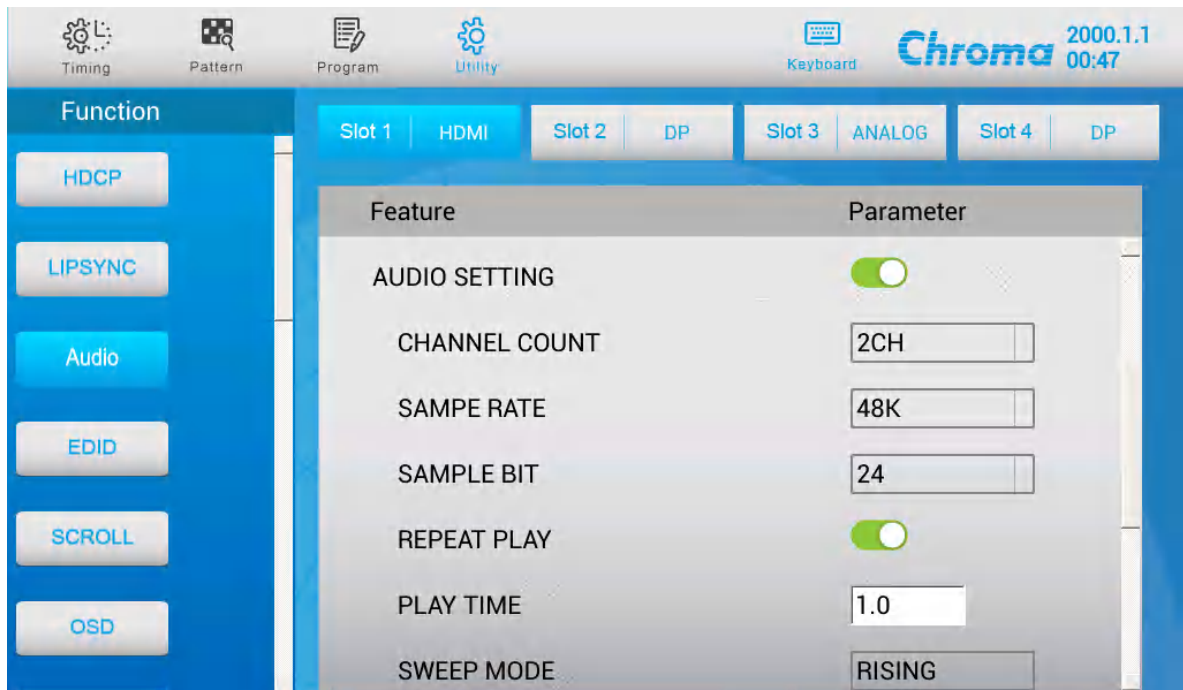 Timing Pattern Program Utility Keyboard Chroma 2000.1.1
00:47
Function
Slot 1 HDMI Slot 2 DP Slot 3 ANALOG Slot 4 DP
HDCP
LIPSYNC
Audio
EDID
SCROLL
OSD
Feature Parameter
AUDIO SETTING
CHANNEL COUNT 2CH
SAMPE RATE 48K
SAMPLE BIT 24
REPEAT PLAY
PLAY TIME 1.0
SWEEP MODE RISING